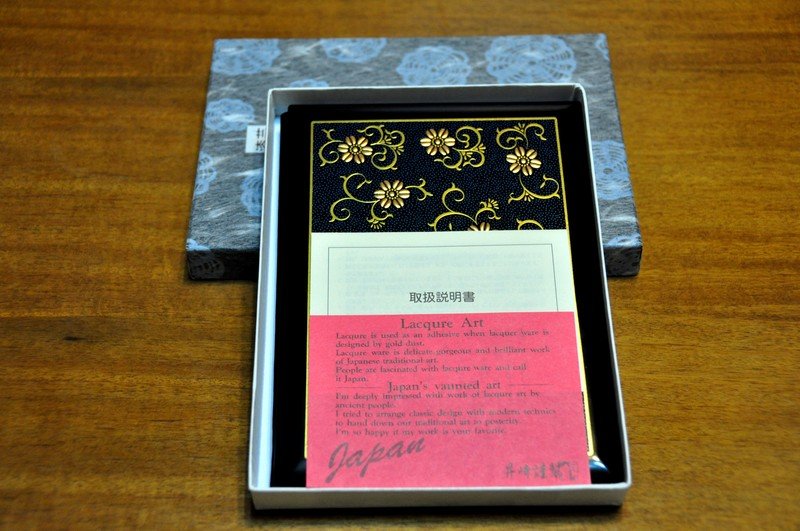 取扱説明書
Lacqure Art
Lacqure is used as an adhesive when lacquer ware is
designed by gold dust.
Lacqure ware is delicate,gorgeous and brilliant work
of Japanese traditional art.
People are fascinated with lacqure ware and call
it Japan.
Japan's vaunted art
I'm deeply impressed with work of lacqure art by
ancient people.
I tried to arrange classic design with modern technics
to hand down our traditional art to posterity.
I'm so happy if my work is your favorite.
Japan